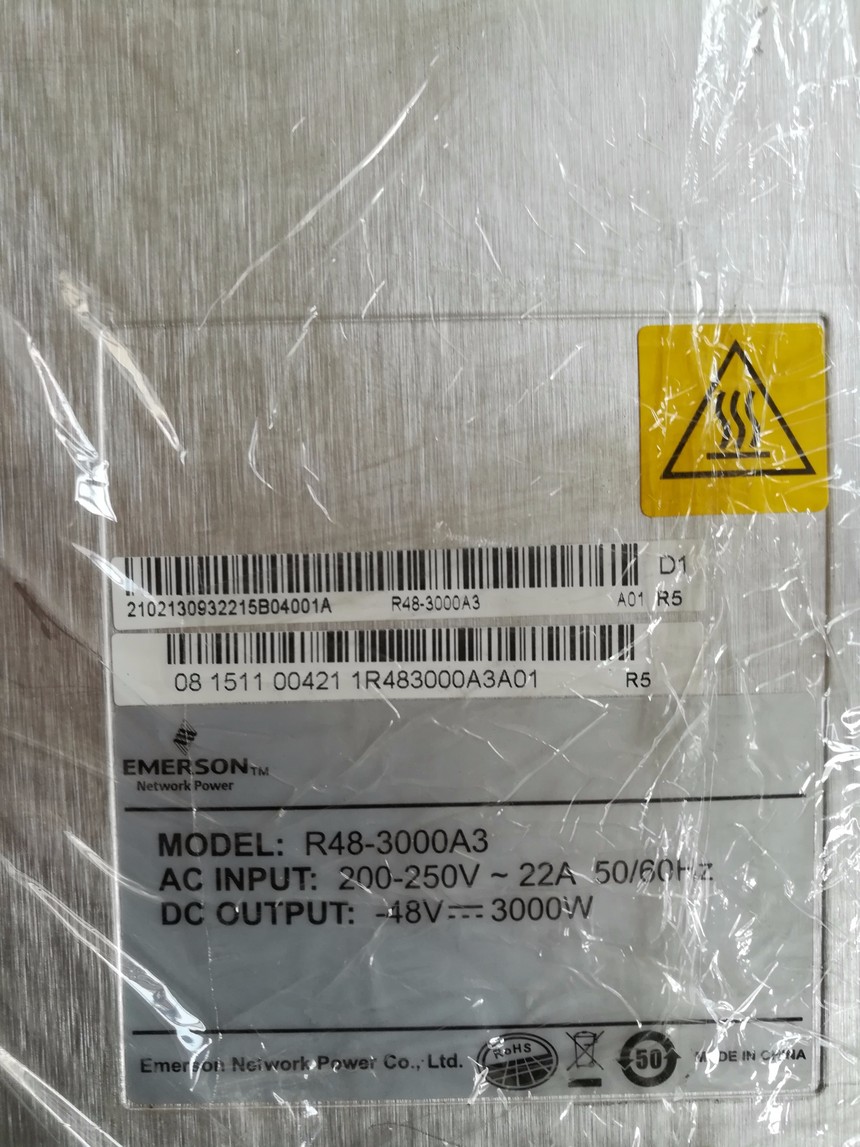 D1
2102130932215B04001A R48-3000A3 A01 R5
08 1511 00421 1R483000A3A01 R5
EMERSON™
Network Power
MODEL: R48-3000A3
AC INPUT: 200-250V ~ 22A 50/60Hz
DC OUTPUT: -48V⎓3000W
Emerson Network Power Co., Ltd. RoHS 50 MADE IN CHINA